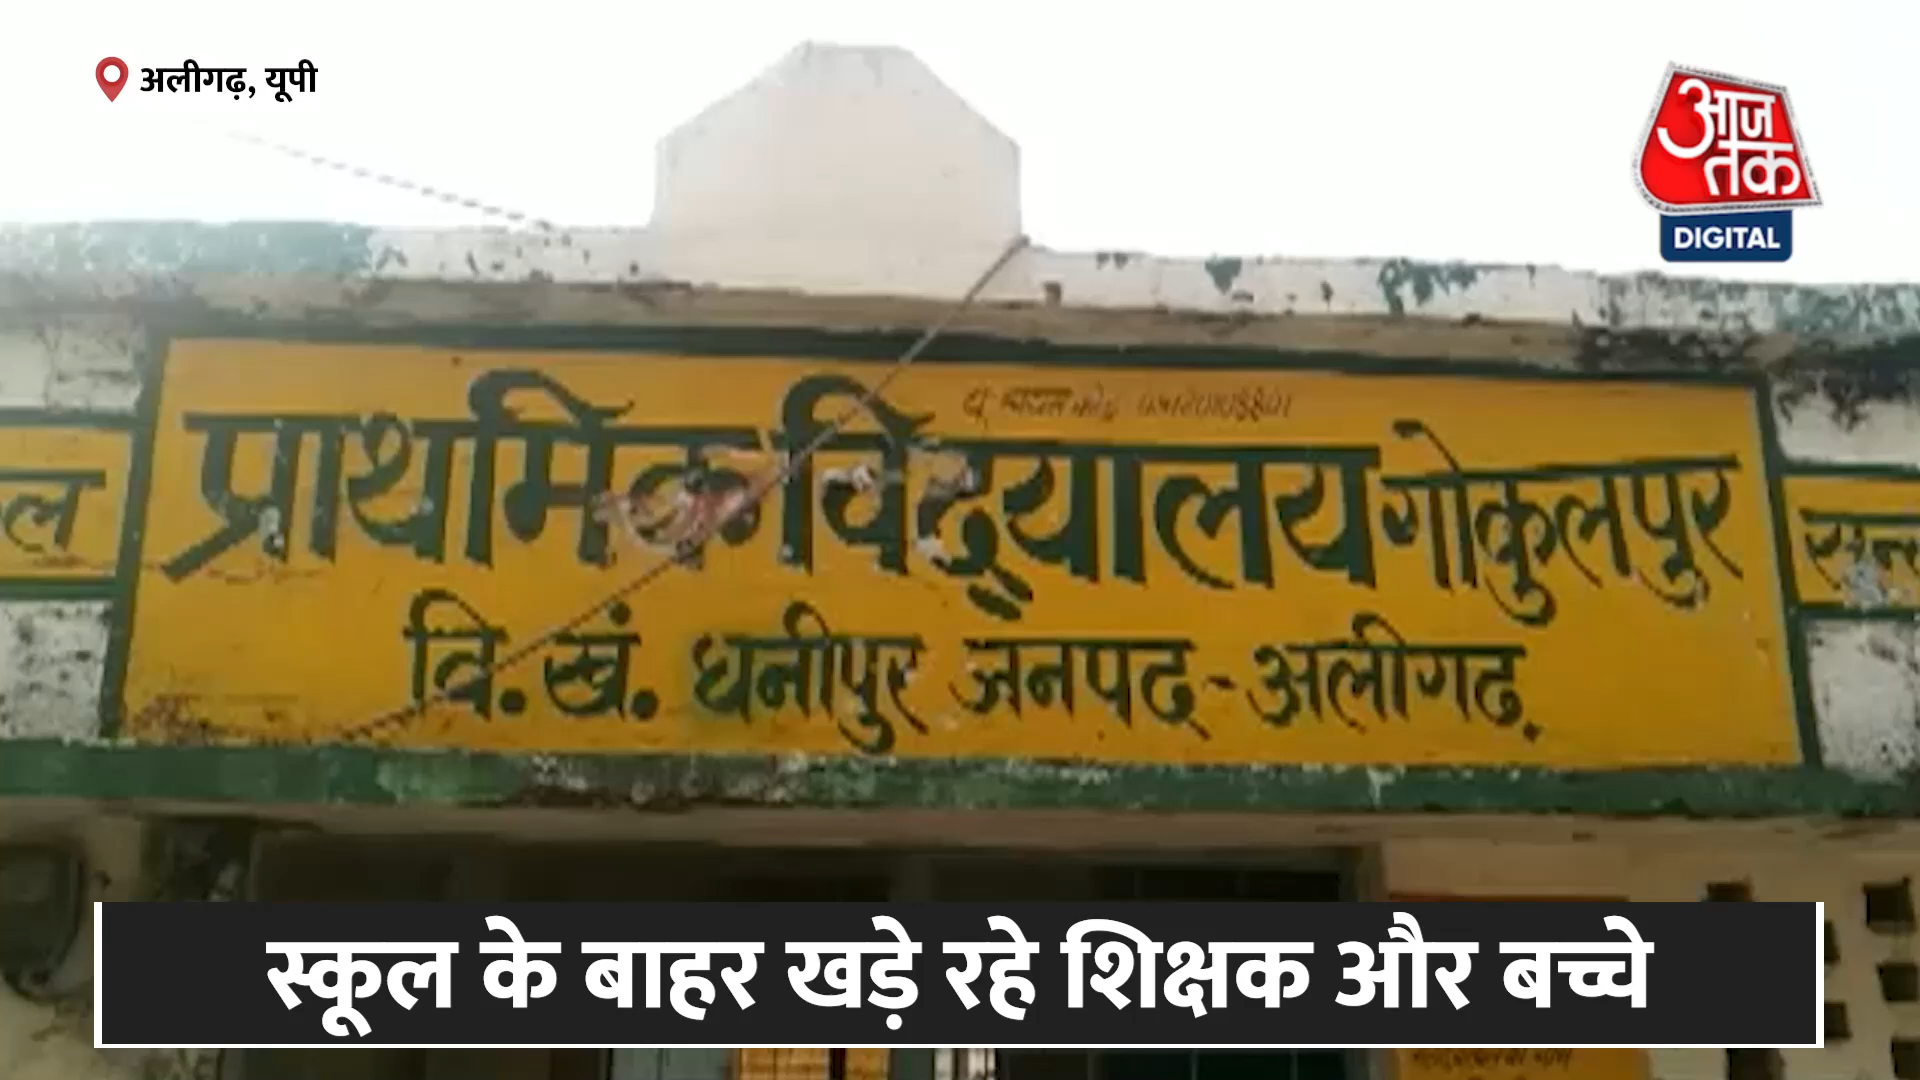 अलीगढ़, यूपी
आज
तक
DIGITAL
प्राथमिक विद्यालय गोकुलपुर
वि. खं. धनीपुर जनपद - अलीगढ़
स्कूल के बाहर खड़े रहे शिक्षक और बच्चे